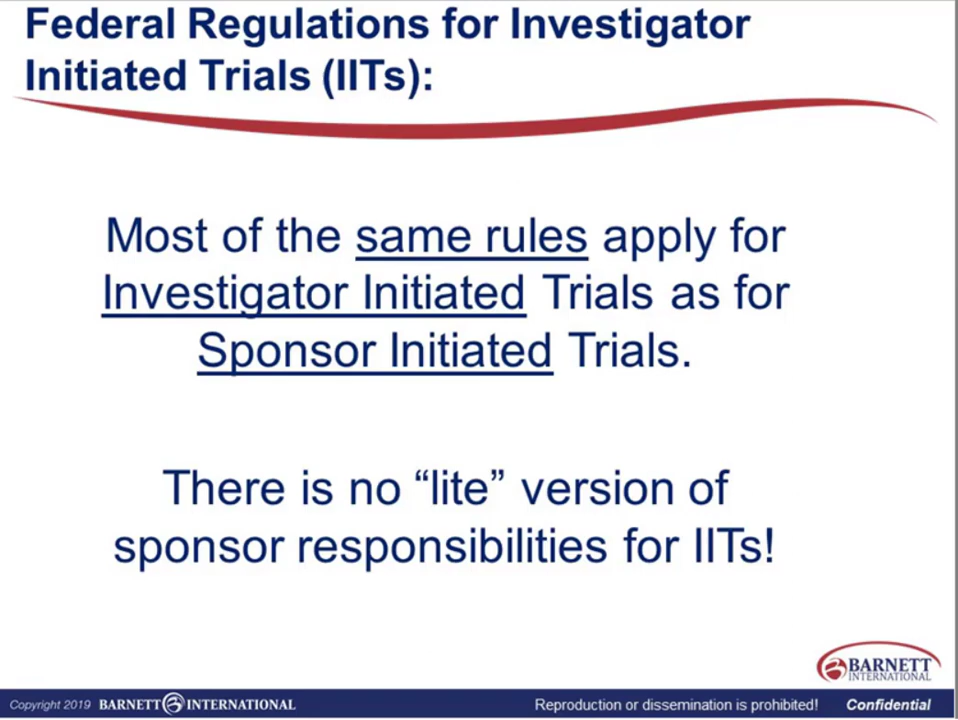 Federal Regulations for Investigator
Initiated Trials (IITs):
Most of the same rules apply for
Investigator Initiated Trials as for
Sponsor Initiated Trials.
There is no “lite” version of
sponsor responsibilities for IITs!
BARNETT
INTERNATIONAL
Copyright 2019 BARNETT INTERNATIONAL Reproduction or dissemination is prohibited! Confidential